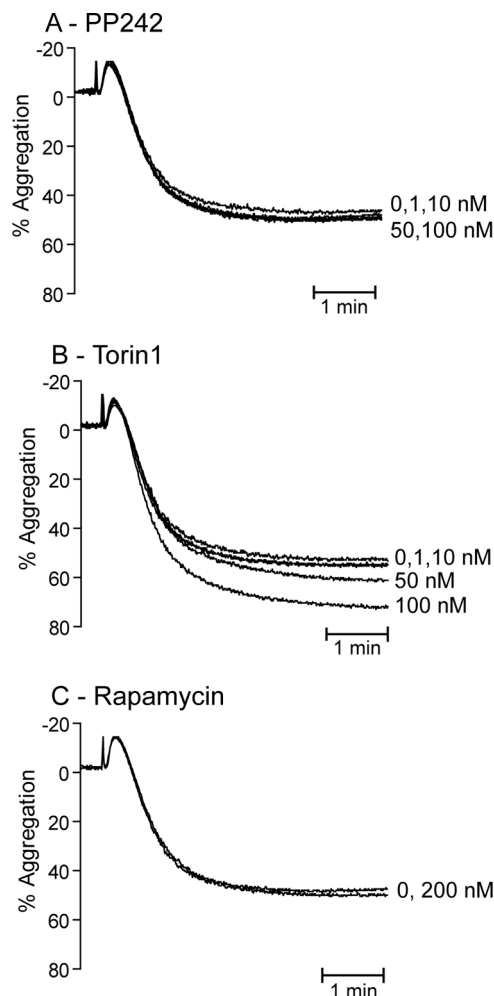 A - PP242
-20
0
20
40
60
80
% Aggregation
0,1,10 nM
50,100 nM
1 min
B - Torin1
-20
0
20
40
60
80
% Aggregation
0,1,10 nM
50 nM
100 nM
1 min
C - Rapamycin
-20
0
20
40
60
80
% Aggregation
0, 200 nM
1 min